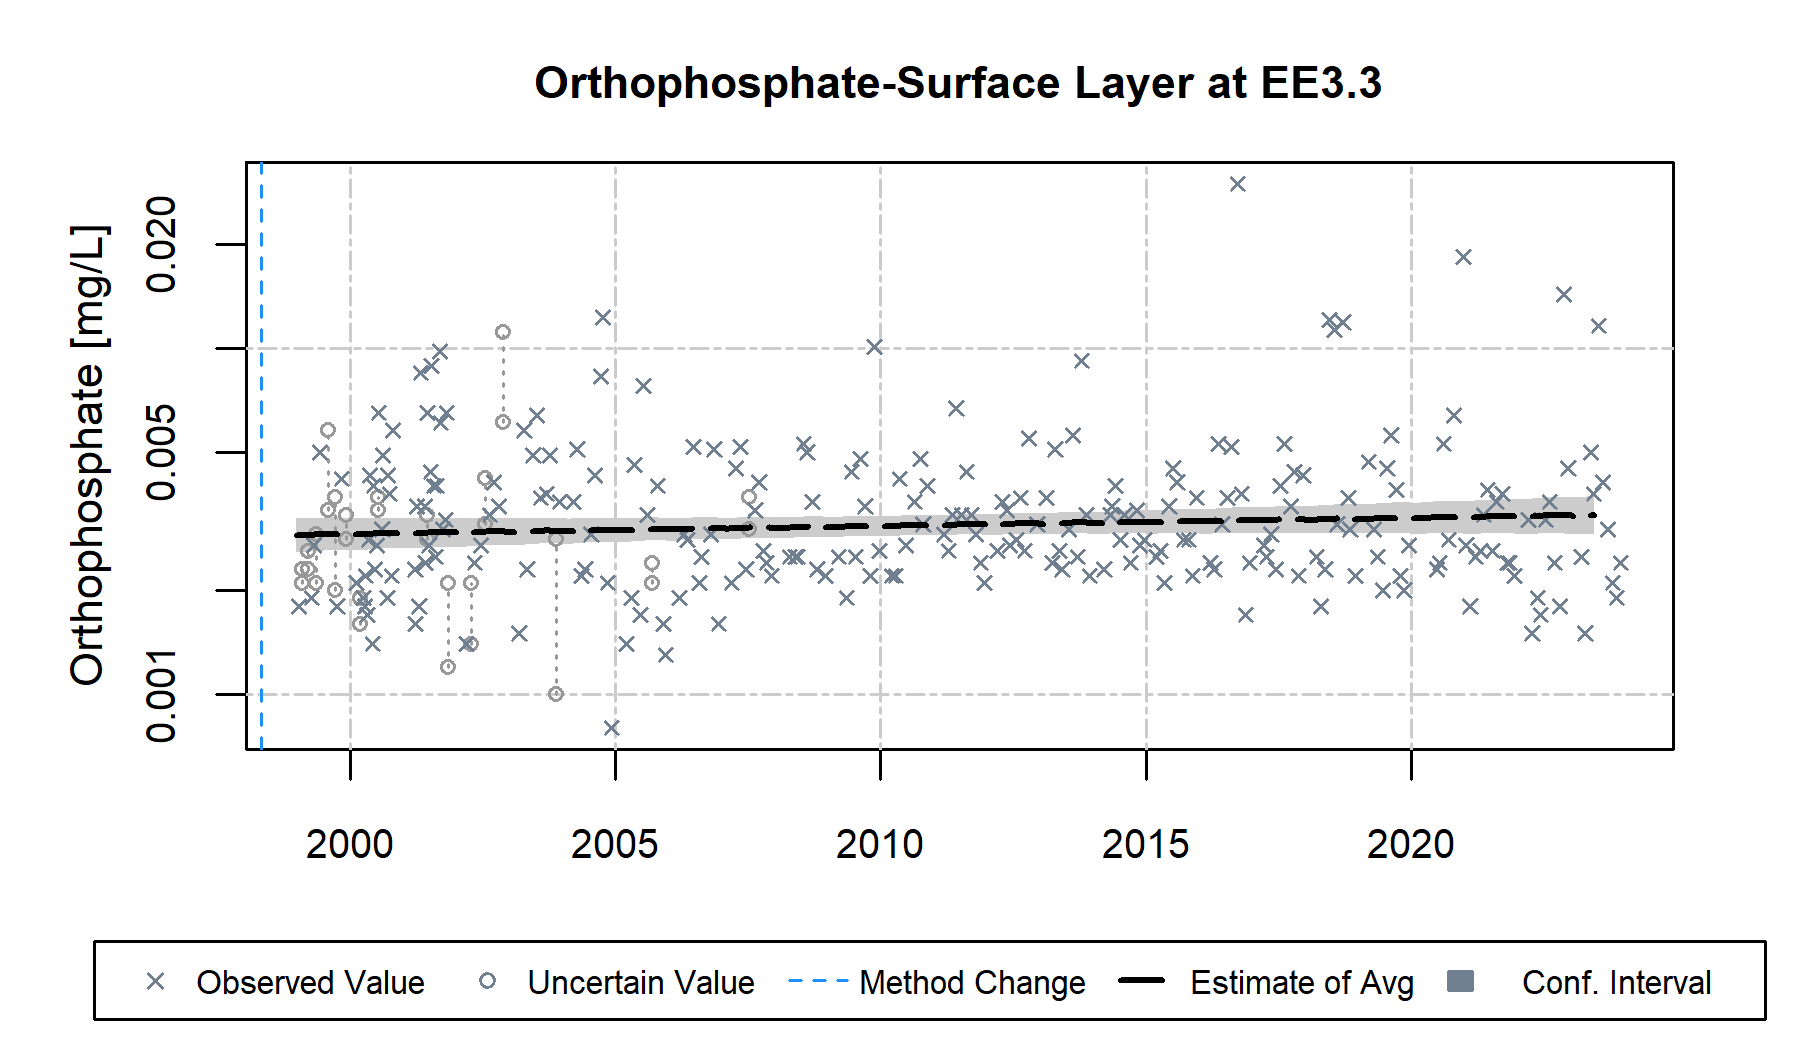 Orthophosphate-Surface Layer at EE3.3
Orthophosphate [mg/L]
0.020
0.005
0.001
2000 2005 2010 2015 2020
Observed Value Uncertain Value Method Change Estimate of Avg Conf. Interval